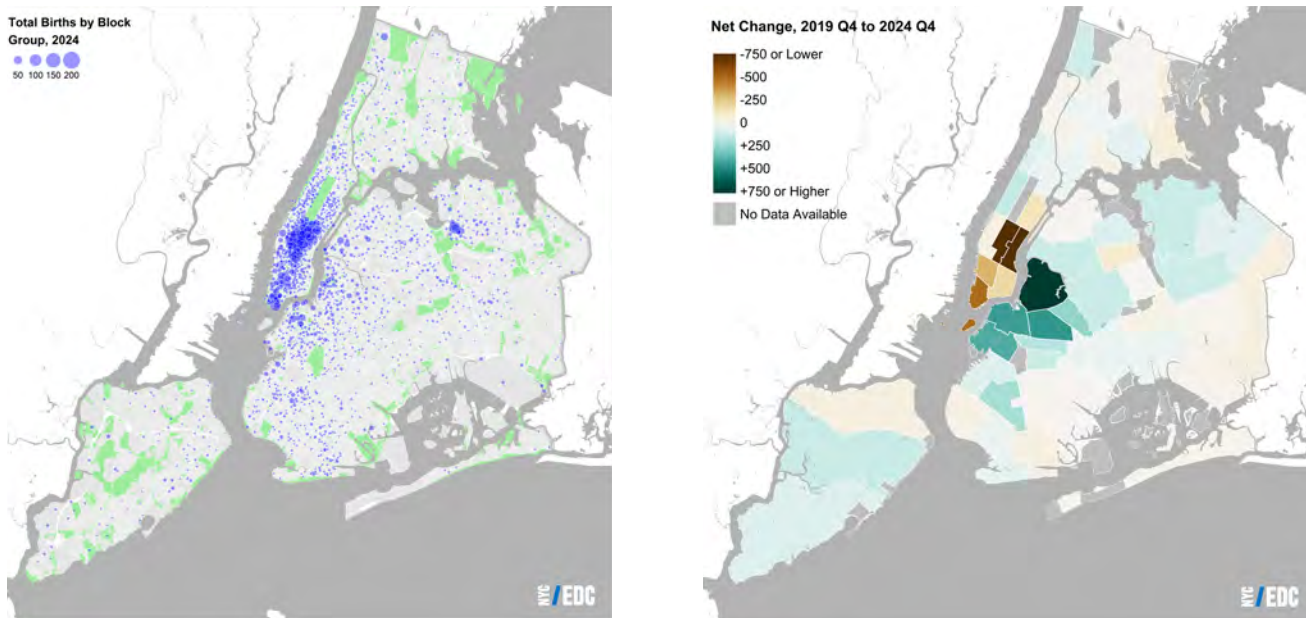 Total Births by Block
Group, 2024
50 100 150 200
NYC EDC
Net Change, 2019 Q4 to 2024 Q4
-750 or Lower
-500
-250
0
+250
+500
+750 or Higher
No Data Available
NYC EDC